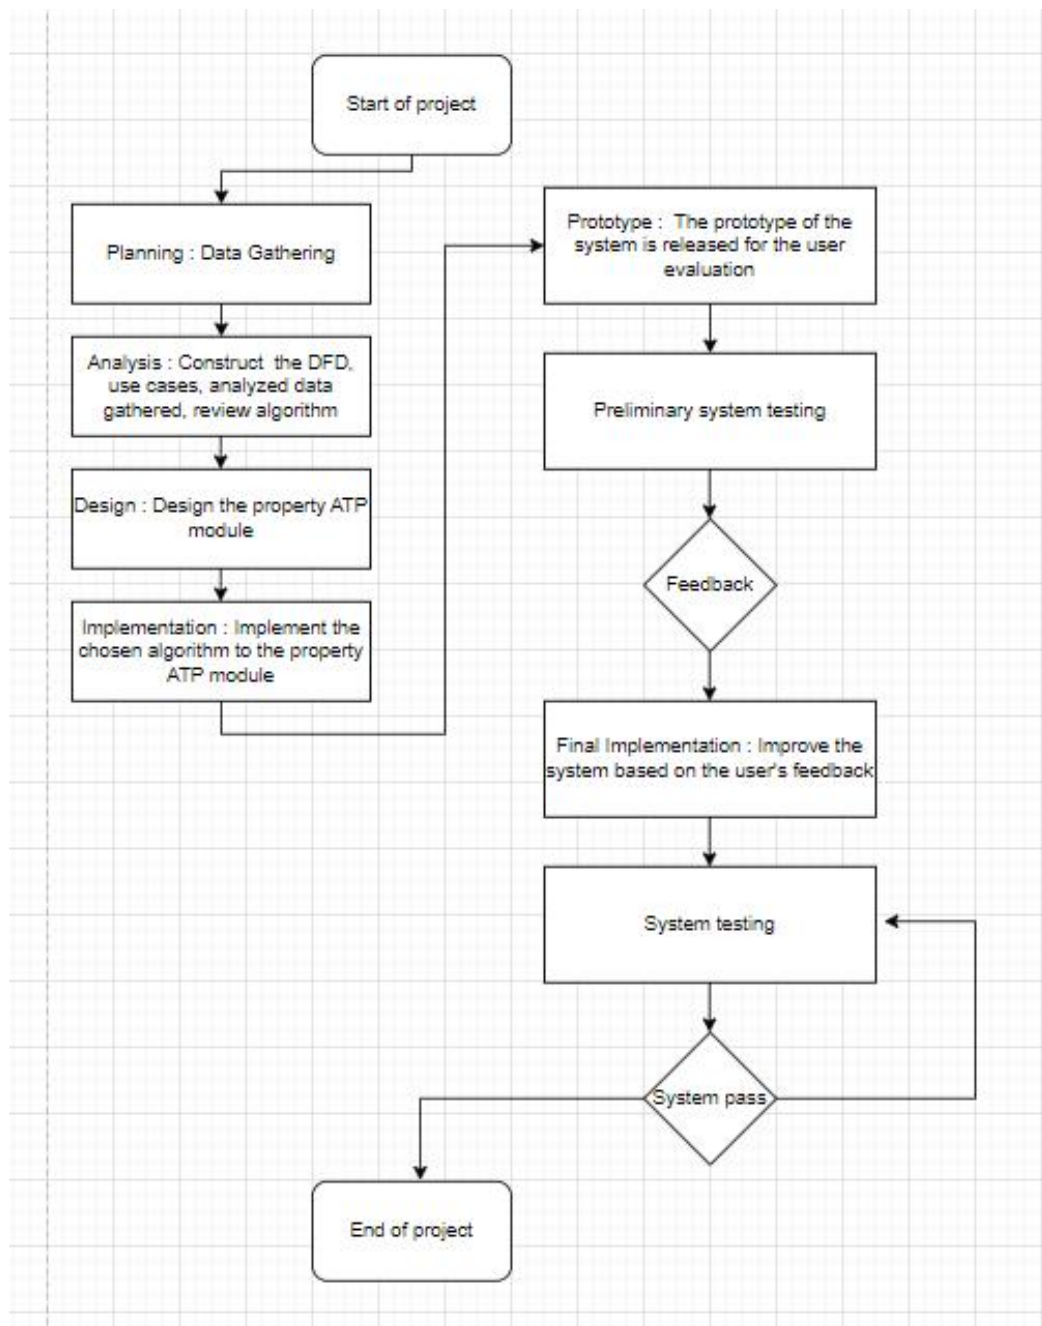 Start of project
Planning : Data Gathering
Analysis : Construct the DFD,
use cases, analyzed data
gathered, review algorithm
Design : Design the property ATP
module
Implementation : Implement the
chosen algorithm to the property
ATP module
Prototype : The prototype of the
system is released for the user
evaluation
Preliminary system testing
Feedback
Final Implementation : Improve the
system based on the user's feedback
System testing
System pass
End of project